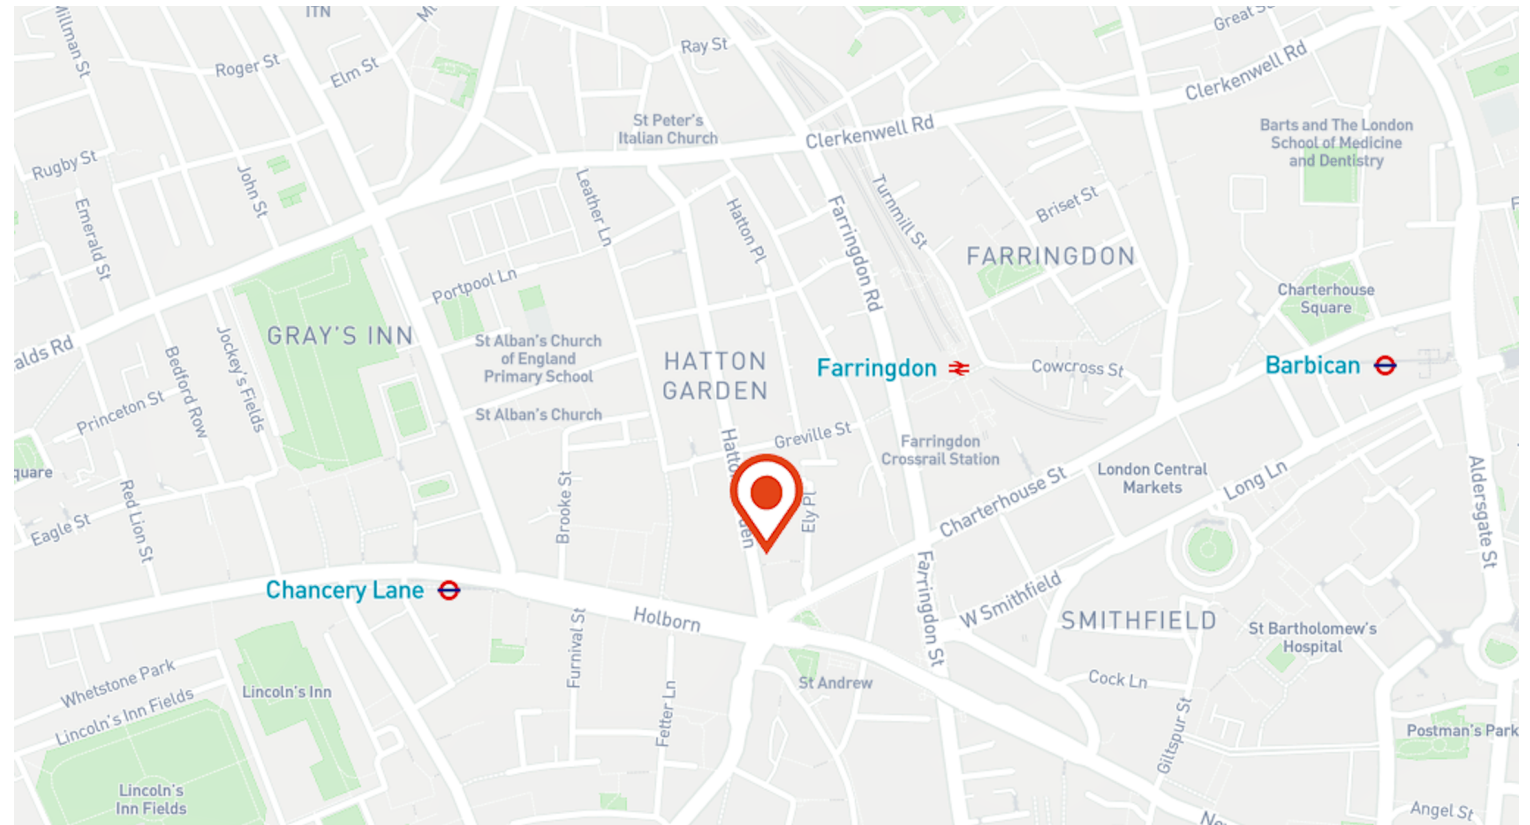 ITN
Great S
Millman St
Ray St
Roger St
Elm St
Clerkenwell Rd
St Peter's
Italian Church
Clerkenwell Rd
Barts and The London
School of Medicine
and Dentistry
Rugby St
John St
Leather Ln
Turnmill St
Emerald St
Hatton Pl
Farringdon Rd
Briset St
FARRINGDON
Portpool Ln
Charterhouse
Square
GRAY'S INN
alds Rd
Jockey's Fields
Bedford Row
St Alban's Church
of England
Primary School
HATTON
GARDEN
Farringdon
Cowcross St
Barbican
Princeton St
St Alban's Church
Greville St
Farringdon
Crossrail Station
quare
London Central
Markets
Long Ln
Aldersgate St
Red Lion St
Eagle St
Brooke St
Hatto
den
Ely Pl
Charterhouse St
Chancery Lane
Holborn
Farringdon St
W Smithfield
SMITHFIELD
St Bartholomew's
Hospital
Furnival St
Whetstone Park
Lincoln's Inn Fields
Lincoln's Inn
Fetter Ln
St Andrew
Cock Ln
Giltspur St
Postman's Park
Lincoln's
Inn Fields
Angel St